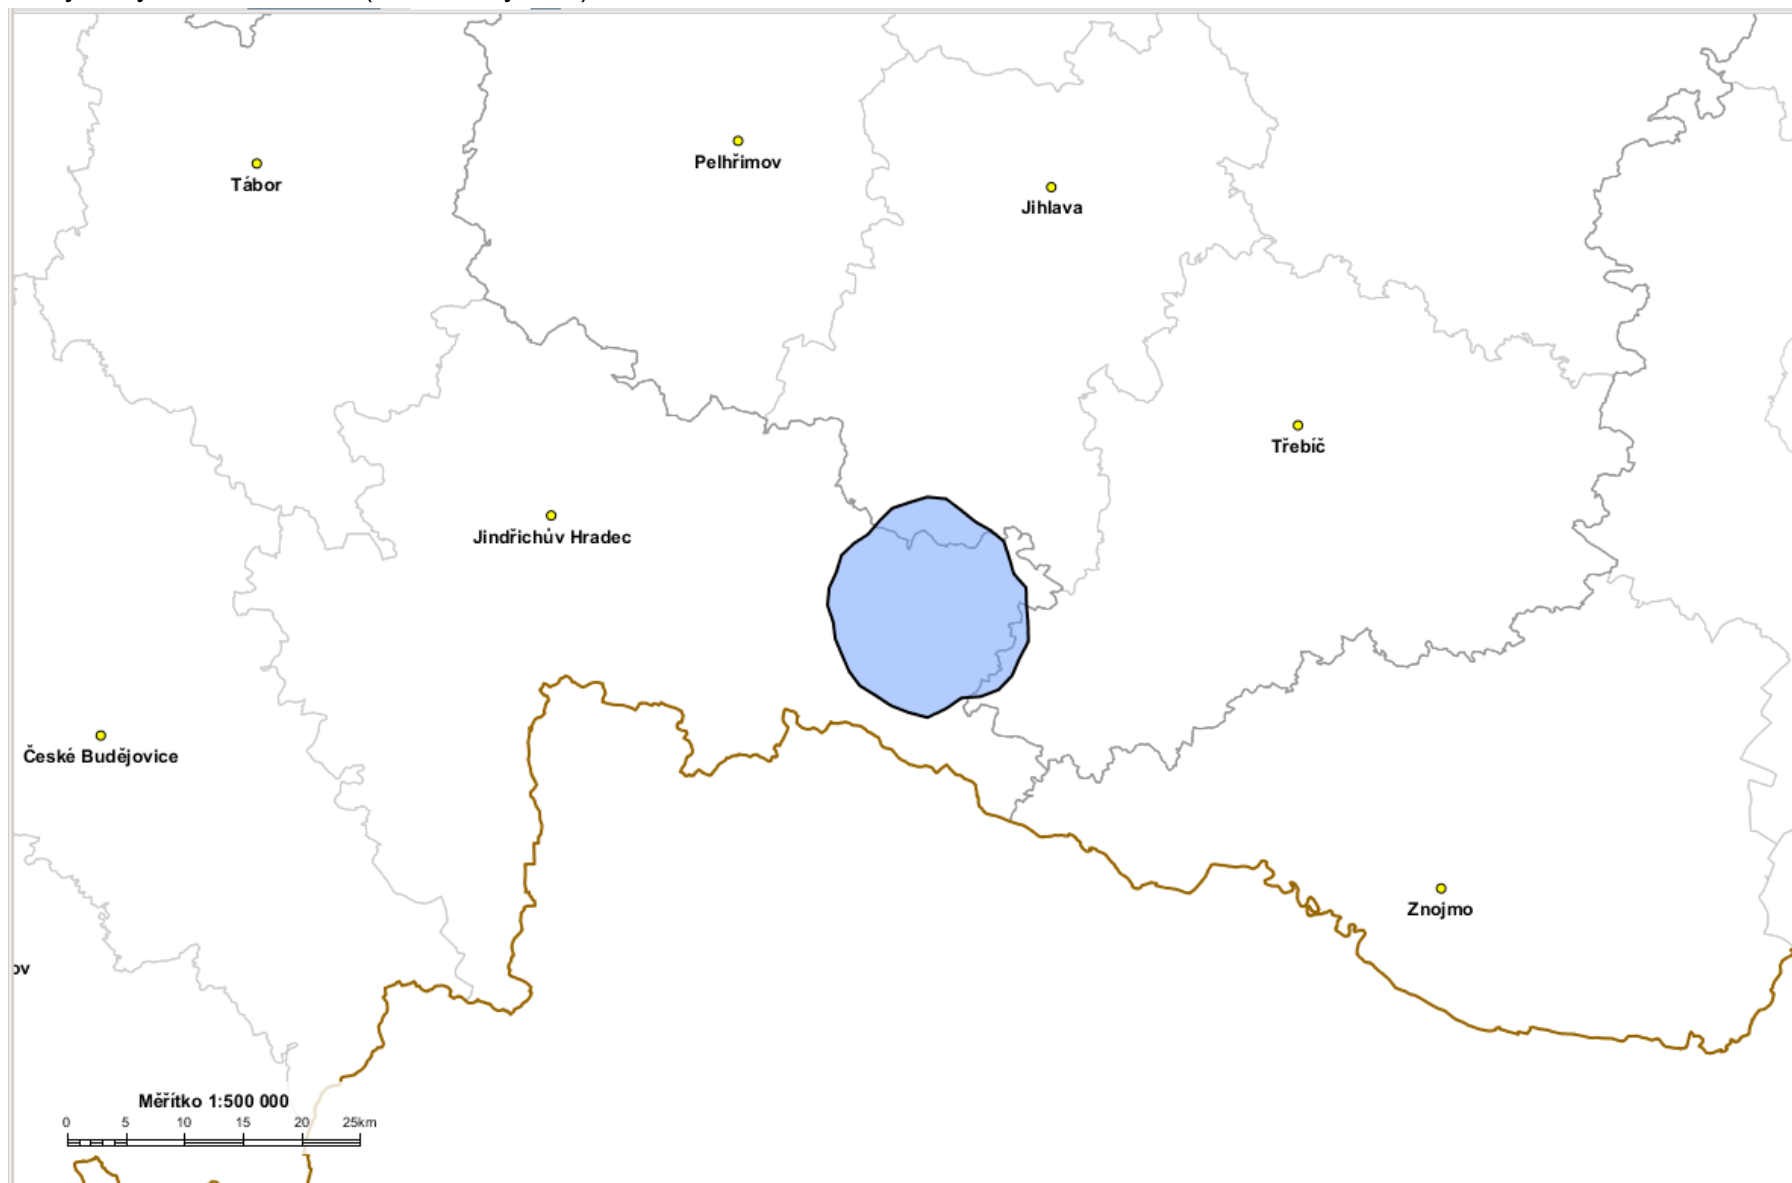 Pelhřimov
Tábor
Jihlava
Třebíč
Jindřichův Hradec
České Budějovice
Znojmo
ov
Měřítko 1:500 000
0 5 10 15 20 25km